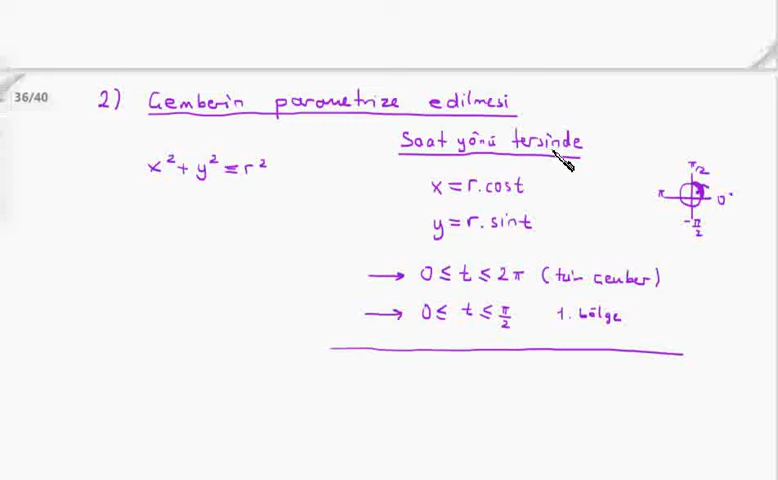 36/40
2) Çemberin parametrize edilmesi
Saat yönü tersinde
x² + y² = r²
x = r.cost
y = r.sint
π/2
π 0°
-π/2
→ 0 ≤ t ≤ 2π (tüm çember)
→ 0 ≤ t ≤ π/2 1. bölge